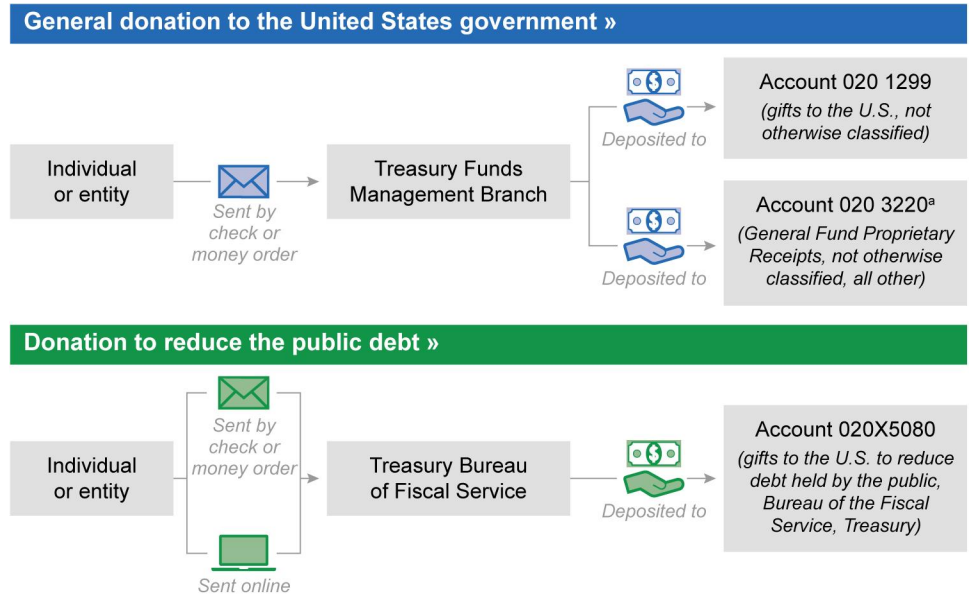 General donation to the United States government »
Individual
or entity
Sent by
check or
money order
Treasury Funds
Management Branch
Deposited to
Account 020 1299
(gifts to the U.S., not
otherwise classified)
Deposited to
Account 020 3220ᵃ
(General Fund Proprietary
Receipts, not otherwise
classified, all other)
Donation to reduce the public debt »
Individual
or entity
Sent by
check or
money order
Sent online
Treasury Bureau
of Fiscal Service
Deposited to
Account 020X5080
(gifts to the U.S. to reduce
debt held by the public,
Bureau of the Fiscal
Service, Treasury)